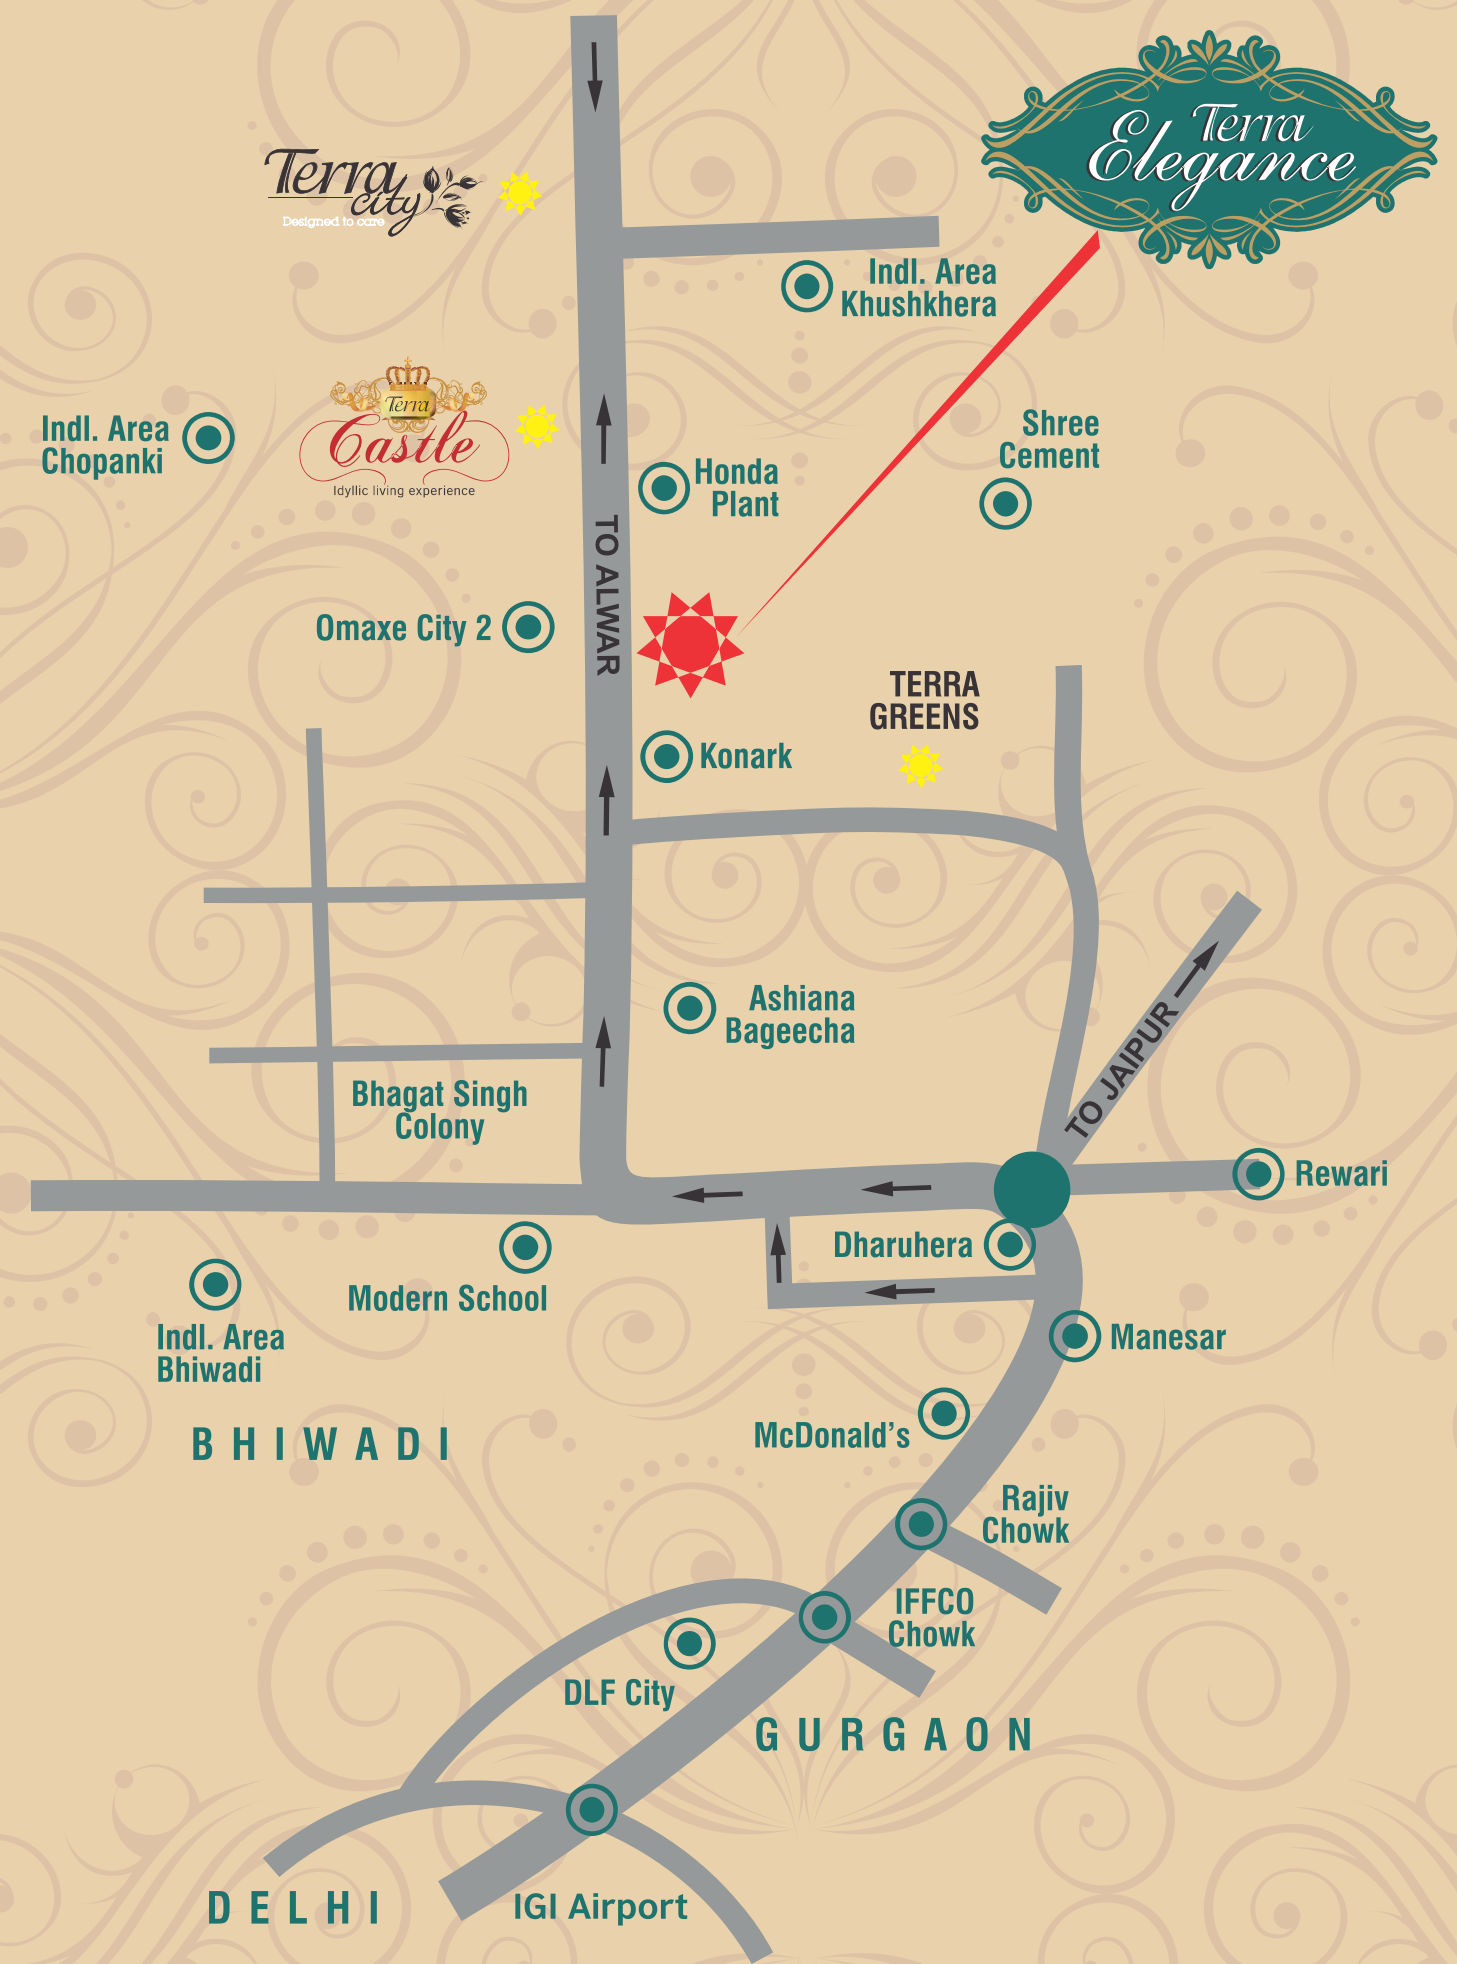 Terra
Elegance
Terra
city
Designed to care
Indl. Area
Khushkhera
Terra
Castle
Idyllic living experience
Indl. Area
Chopanki
Shree
Cement
Honda
Plant
TO ALWAR
Omaxe City 2
TERRA
GREENS
Konark
Ashiana
Bageecha
TO JAIPUR
Bhagat Singh
Colony
Rewari
Dharuhera
Modern School
Indl. Area
Bhiwadi
Manesar
McDonald's
BHIWADI
Rajiv
Chowk
IFFCO
Chowk
DLF City
GURGAON
DELHI
IGI Airport